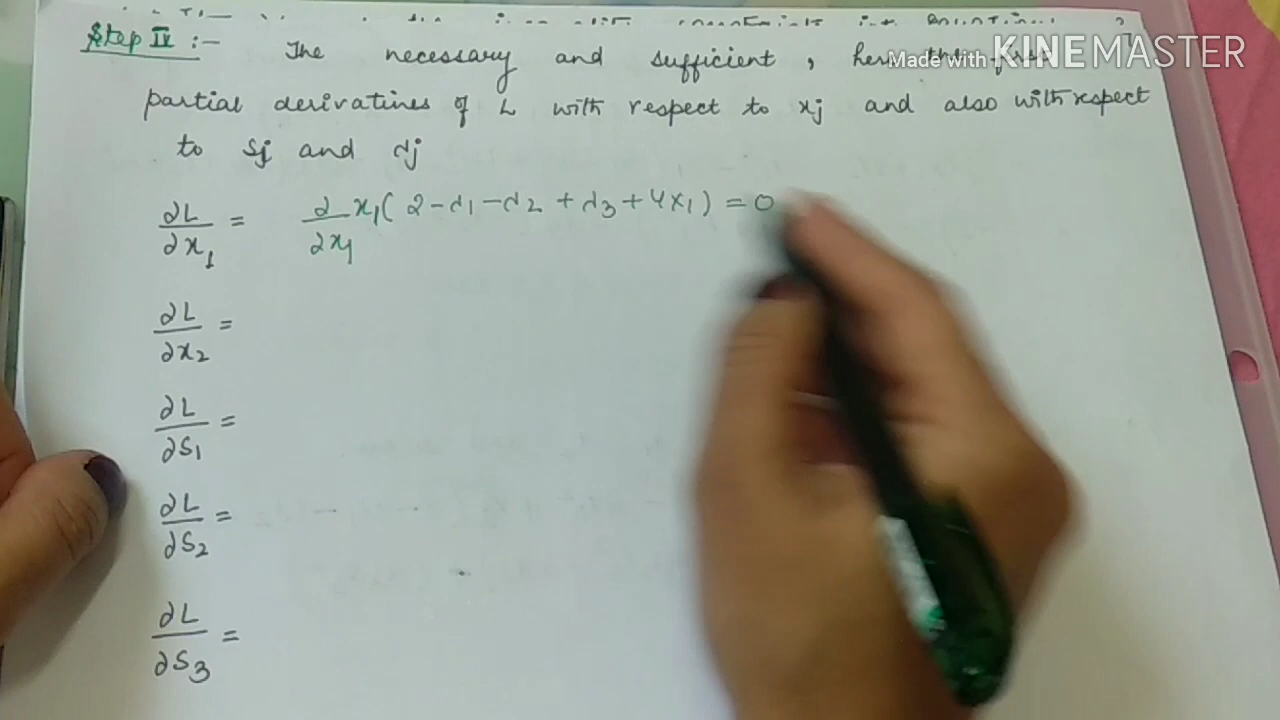 Step IV :- The necessary and sufficient, here the
partial derivatives of L with respect to xj and also with respect
to Sj and λj
∂L/∂x₁ = ∂/∂x₁ x₁( 2 - λ₁ - λ₂ + λ₃ + 4x₁) = 0
∂L/∂x₂ =
∂L/∂S₁ =
∂L/∂S₂ =
∂L/∂S₃ =
Made with KINEMASTER